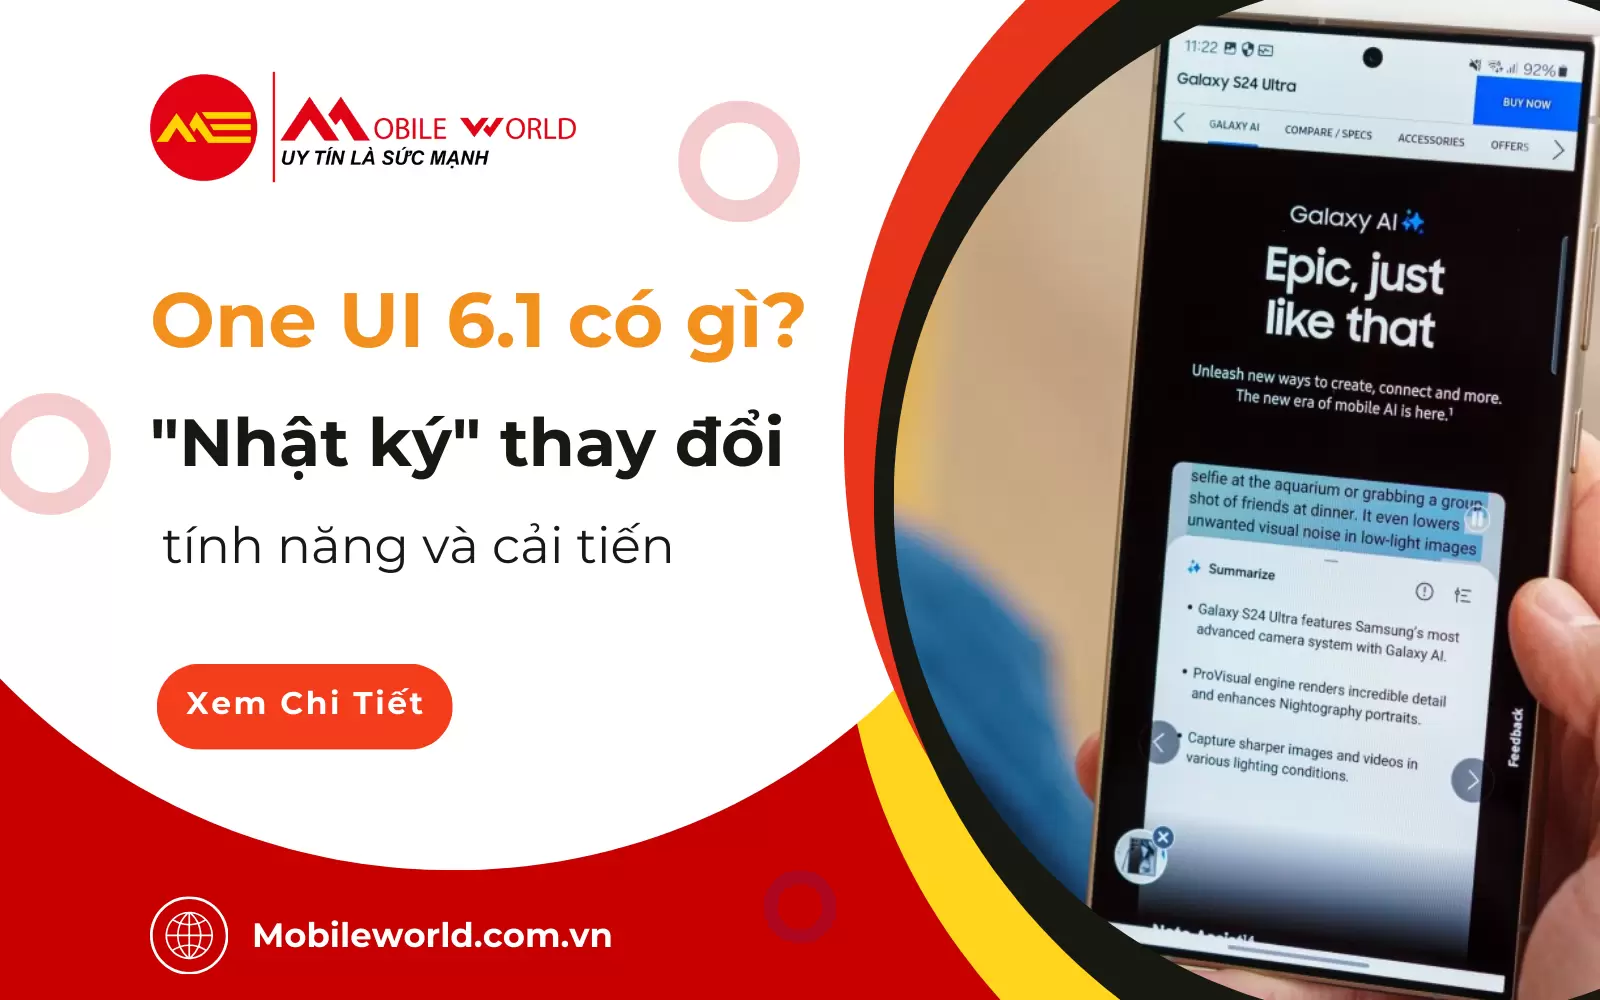 MOBILE WORLD
UY TÍN LÀ SỨC MẠNH
One UI 6.1 có gì?
"Nhật ký" thay đổi
tính năng và cải tiến
Xem Chi Tiết
Mobileworld.com.vn
11:22
92%
Galaxy S24 Ultra
BUY NOW
GALAXY AI
COMPARE / SPECS
ACCESSORIES
OFFERS
Galaxy AI
Epic, just
like that
Unleash new ways to create, connect and more.
The new era of mobile AI is here.¹
selfie at the aquarium or grabbing a group
shot of friends at dinner. It even lowers
unwanted visual noise in low-light images
Summarize
• Galaxy S24 Ultra features Samsung's most
advanced camera system with Galaxy AI.
• ProVisual engine renders incredible detail
and enhances Nightography portraits.
• Capture sharper images and videos in
various lighting conditions.
Feedback